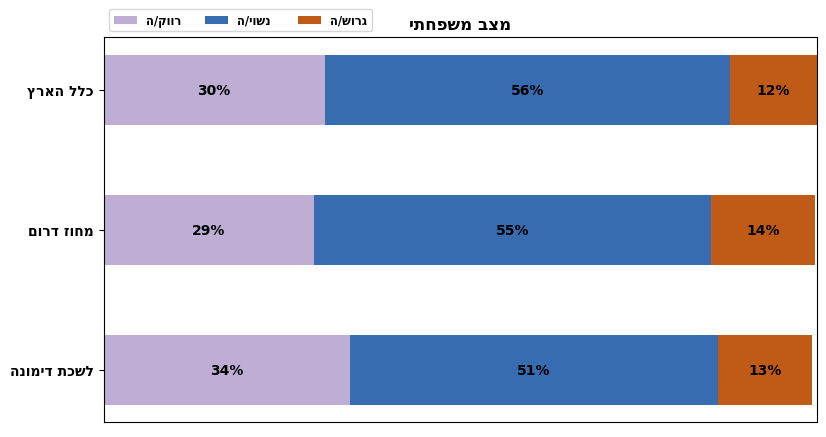 מצב משפחתי
רווק/ה נשוי/ה גרוש/ה
כלל הארץ 30% 56% 12%
מחוז דרום 29% 55% 14%
לשכת דימונה 34% 51% 13%